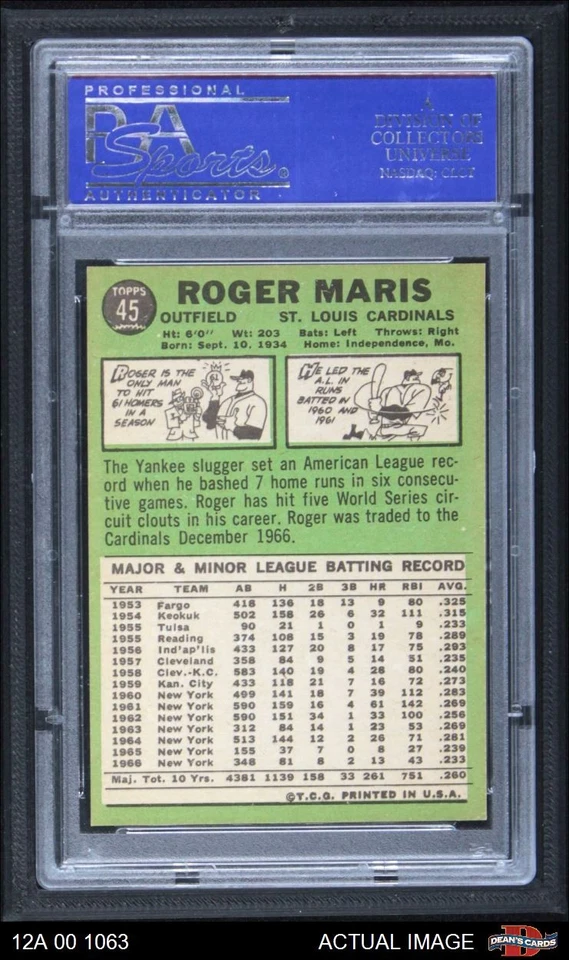 PROFESSIONAL
PSA
Sports®
AUTHENTICATOR
A
DIVISION OF
COLLECTORS
UNIVERSE
NASDAQ: CLCT
TOPPS
45
ROGER MARIS
OUTFIELD ST. LOUIS CARDINALS
Ht: 6'0" Wt: 203 Bats: Left Throws: Right
Born: Sept. 10, 1934 Home: Independence, Mo.
ROGER IS THE
ONLY MAN
TO HIT
61 HOMERS
IN A
SEASON
HE LED THE
A.L. IN
RUNS
BATTED IN
1960 AND
1961
The Yankee slugger set an American League rec-
ord when he bashed 7 home runs in six consecu-
tive games. Roger has hit five World Series cir-
cuit clouts in his career. Roger was traded to the
Cardinals December 1966.
MAJOR & MINOR LEAGUE BATTING RECORD
YEAR TEAM AB H 2B 3B HR RBI AVG.
1953 Fargo 418 136 18 13 9 80 .325
1954 Keokuk 502 158 26 6 32 111 .315
1955 Tulsa 90 21 1 0 1 9 .233
1955 Reading 374 108 15 3 19 78 .289
1956 Ind'ap'lis 433 127 20 8 17 75 .293
1957 Cleveland 358 84 9 5 14 51 .235
1958 Clev.-K.C. 583 140 19 4 28 80 .240
1959 Kan. City 433 118 21 7 16 72 .273
1960 New York 499 141 18 7 39 112 .283
1961 New York 590 159 16 4 61 142 .269
1962 New York 590 151 34 1 33 100 .256
1963 New York 312 84 14 1 23 53 .269
1964 New York 513 144 12 2 26 71 .281
1965 New York 155 37 7 0 8 27 .239
1966 New York 348 81 8 2 13 43 .233
Maj. Tot. 10 Yrs. 4381 1139 158 33 261 751 .260
©T.C.G. PRINTED IN U.S.A.
12A 00 1063 ACTUAL IMAGE DEAN'S CARDS